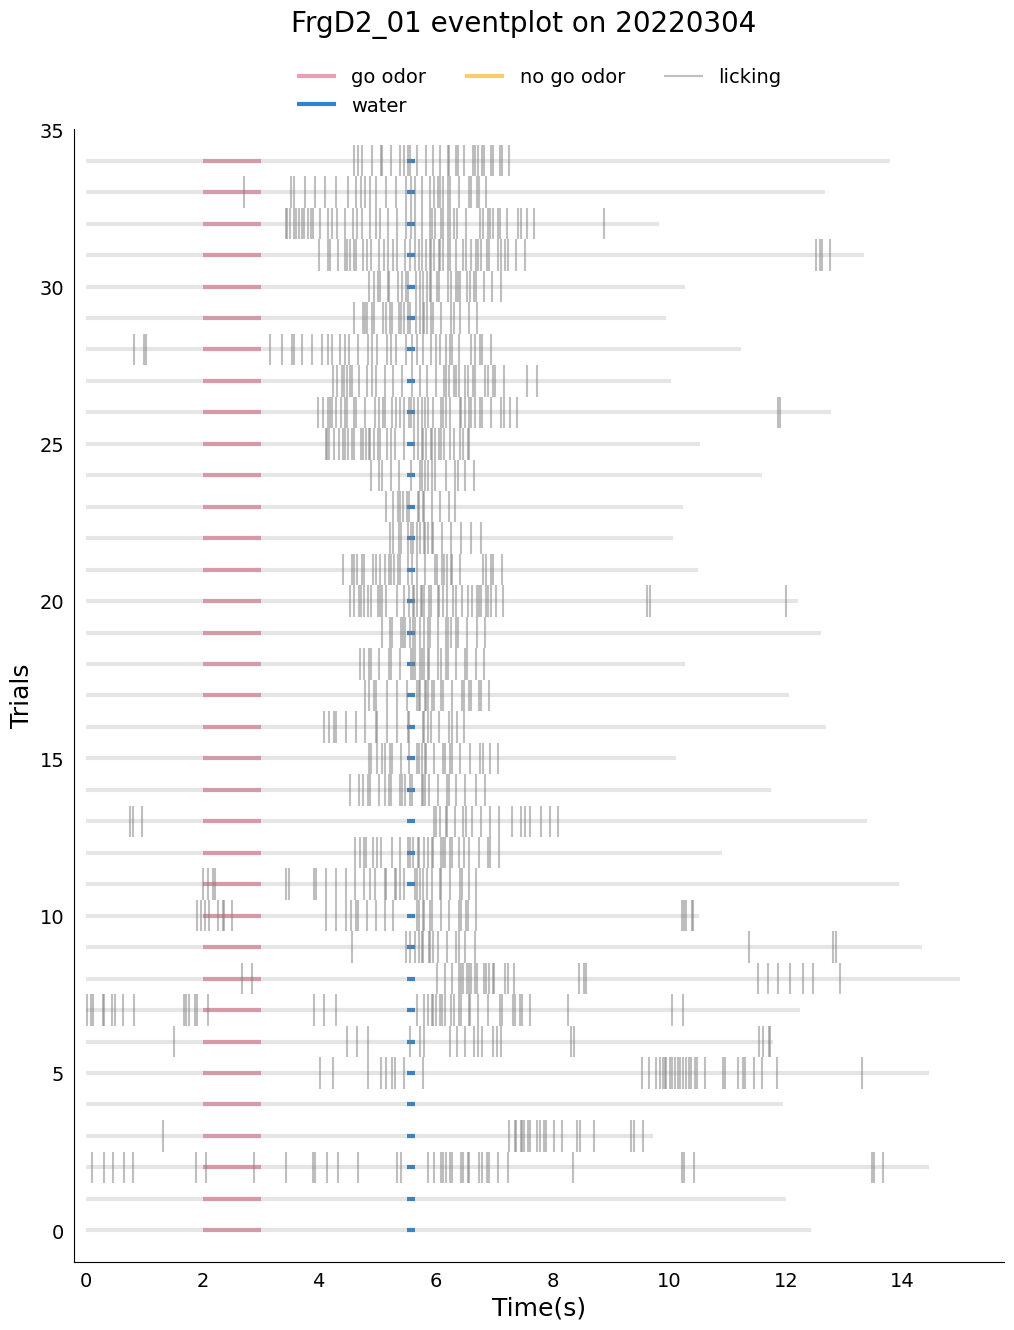 FrgD2_01 eventplot on 20220304
go odor
no go odor
licking
water
35
30
25
20
15
10
5
0
Trials
0 2 4 6 8 10 12 14
Time(s)